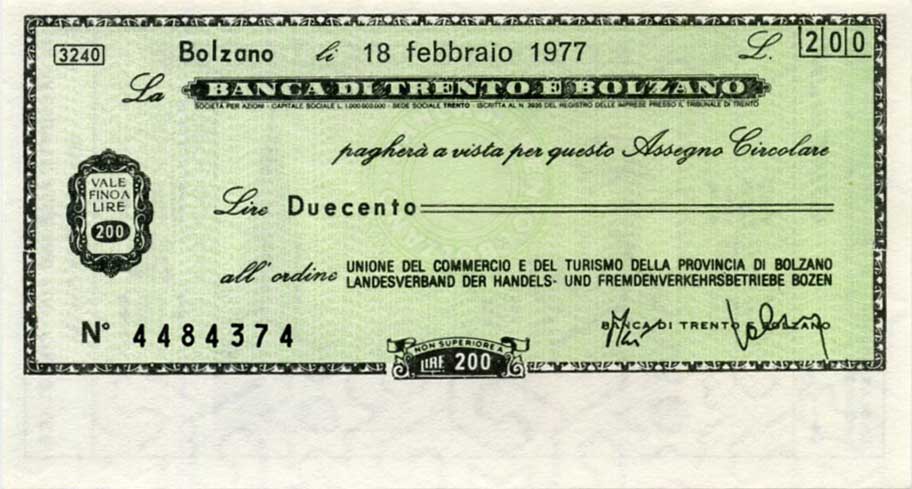 3240 Bolzano li 18 febbraio 1977 L. 200
La BANCA DI TRENTO E BOLZANO
SOCIETÀ PER AZIONI - CAPITALE SOCIALE L. 1.000.000.000 - SEDE SOCIALE TRENTO - ISCRITTA AL N. 3935 DEL REGISTRO DELLE IMPRESE PRESSO IL TRIBUNALE DI TRENTO
pagherà a vista per questo Assegno Circolare
VALE
FINO A
LIRE
200
Lire Duecento
all' ordine UNIONE DEL COMMERCIO E DEL TURISMO DELLA PROVINCIA DI BOLZANO
LANDESVERBAND DER HANDELS- UND FREMDENVERKEHRSBETRIEBE BOZEN
N° 4484374
BANCA DI TRENTO E BOLZANO
NON SUPERIORE A
LIRE 200